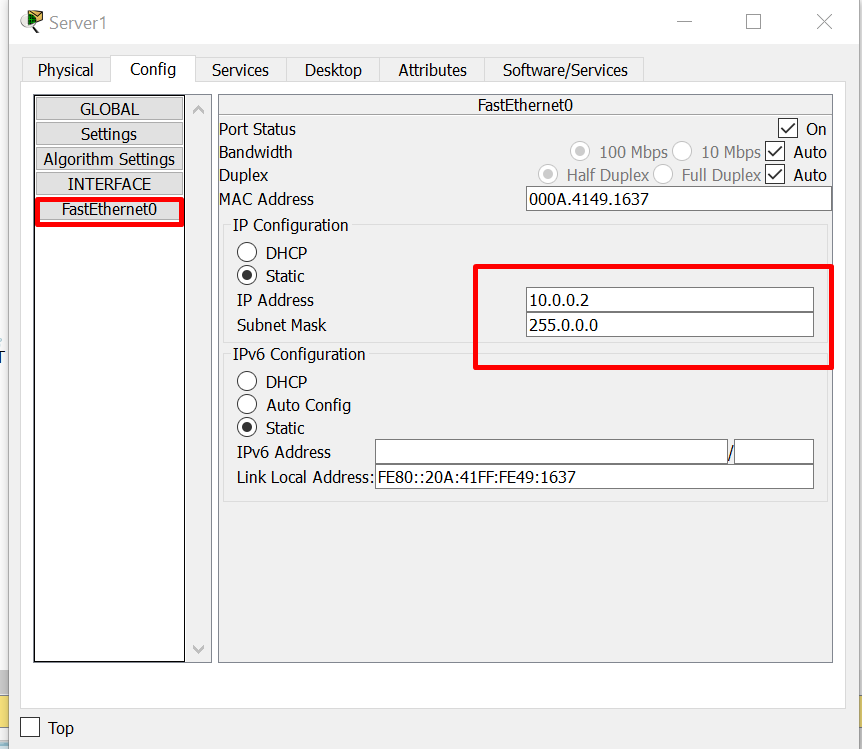 Server1
Physical Config Services Desktop Attributes Software/Services
GLOBAL
Settings
Algorithm Settings
INTERFACE
FastEthernet0
FastEthernet0
Port Status On
Bandwidth 100 Mbps 10 Mbps Auto
Duplex Half Duplex Full Duplex Auto
MAC Address 000A.4149.1637
IP Configuration
DHCP
Static
IP Address 10.0.0.2
Subnet Mask 255.0.0.0
IPv6 Configuration
DHCP
Auto Config
Static
IPv6 Address /
Link Local Address: FE80::20A:41FF:FE49:1637
Top